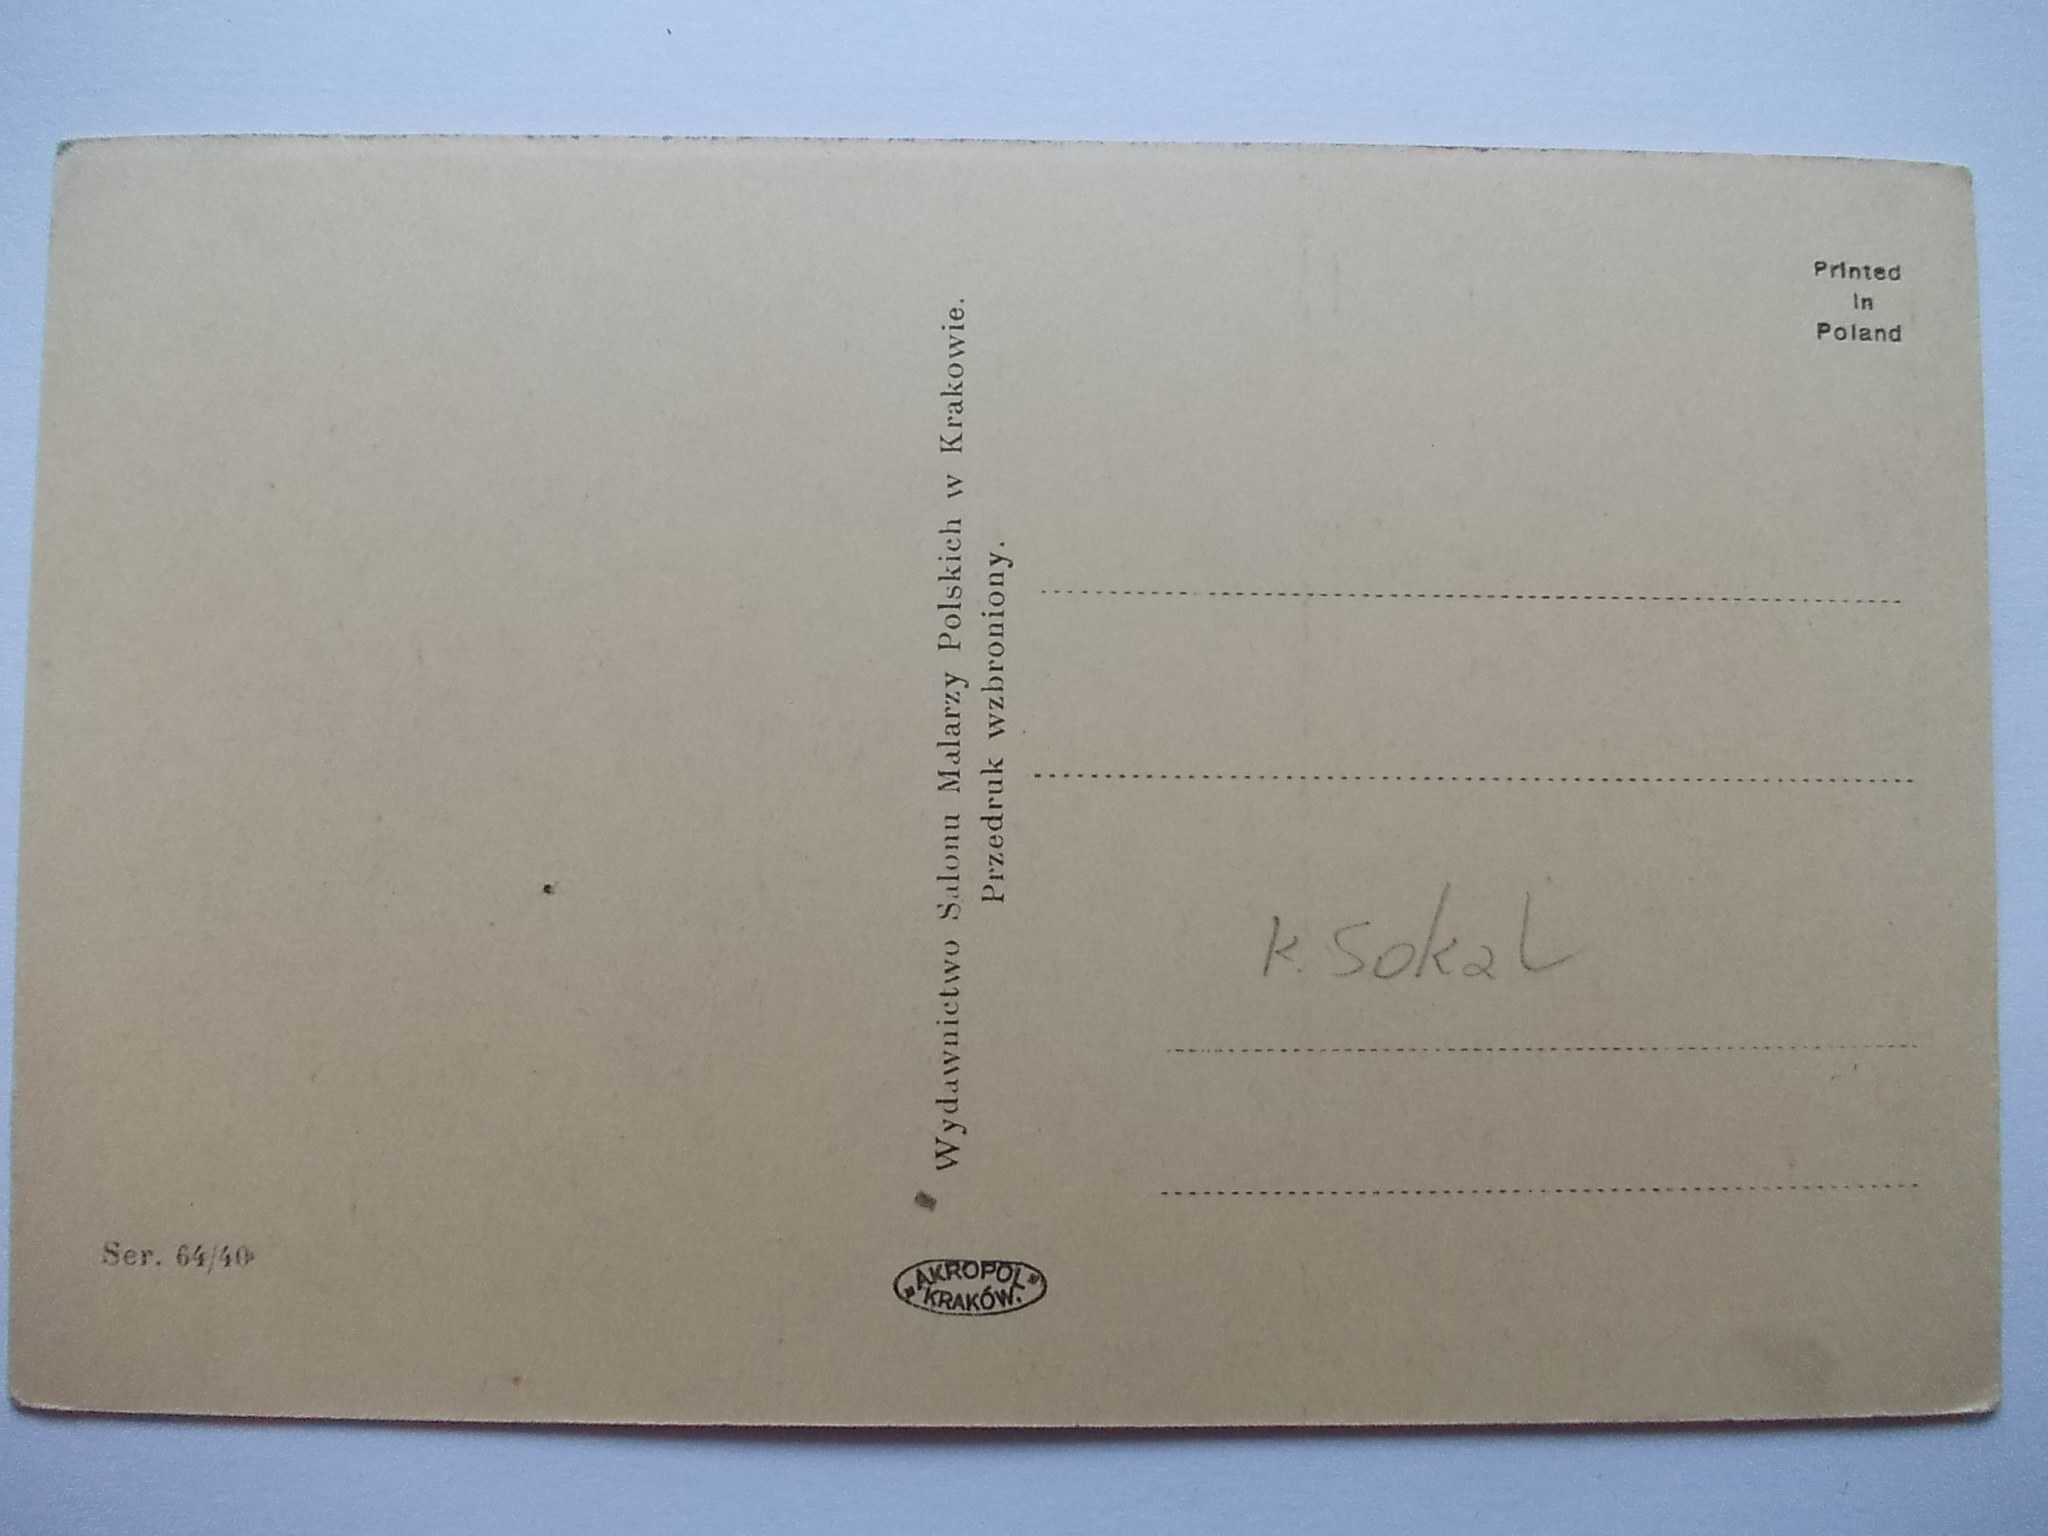 Printed
in
Poland
Wydawnictwo Salonu Malarzy Polskich w Krakowie.
Przedruk wzbroniony.
K. Sokal
Ser. 64/40
AKROPOL
KRAKÓW.